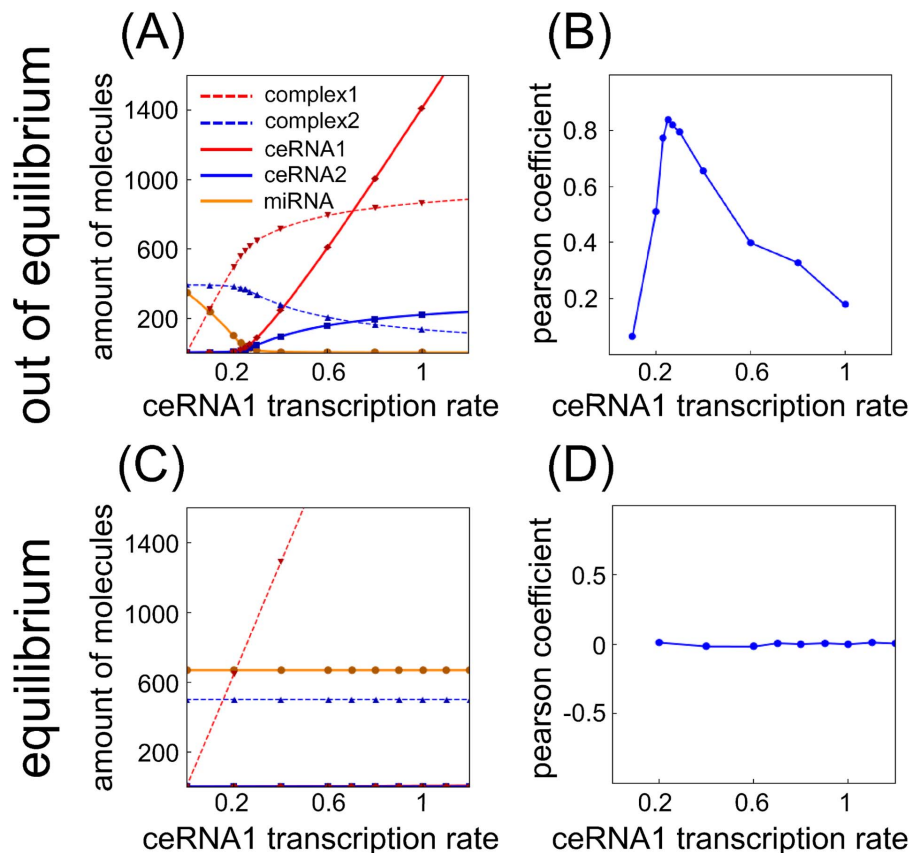 out of equilibrium
(A)
amount of molecules
1400
1000
600
200
complex1
complex2
ceRNA1
ceRNA2
miRNA
0.2
0.6
1
ceRNA1 transcription rate
(B)
pearson coefficient
0.8
0.6
0.4
0.2
0.2
0.6
1
ceRNA1 transcription rate
equilibrium
(C)
amount of molecules
1400
1000
600
200
0.2
0.6
1
ceRNA1 transcription rate
(D)
pearson coefficient
0.5
0
-0.5
0.2
0.6
1
ceRNA1 transcription rate